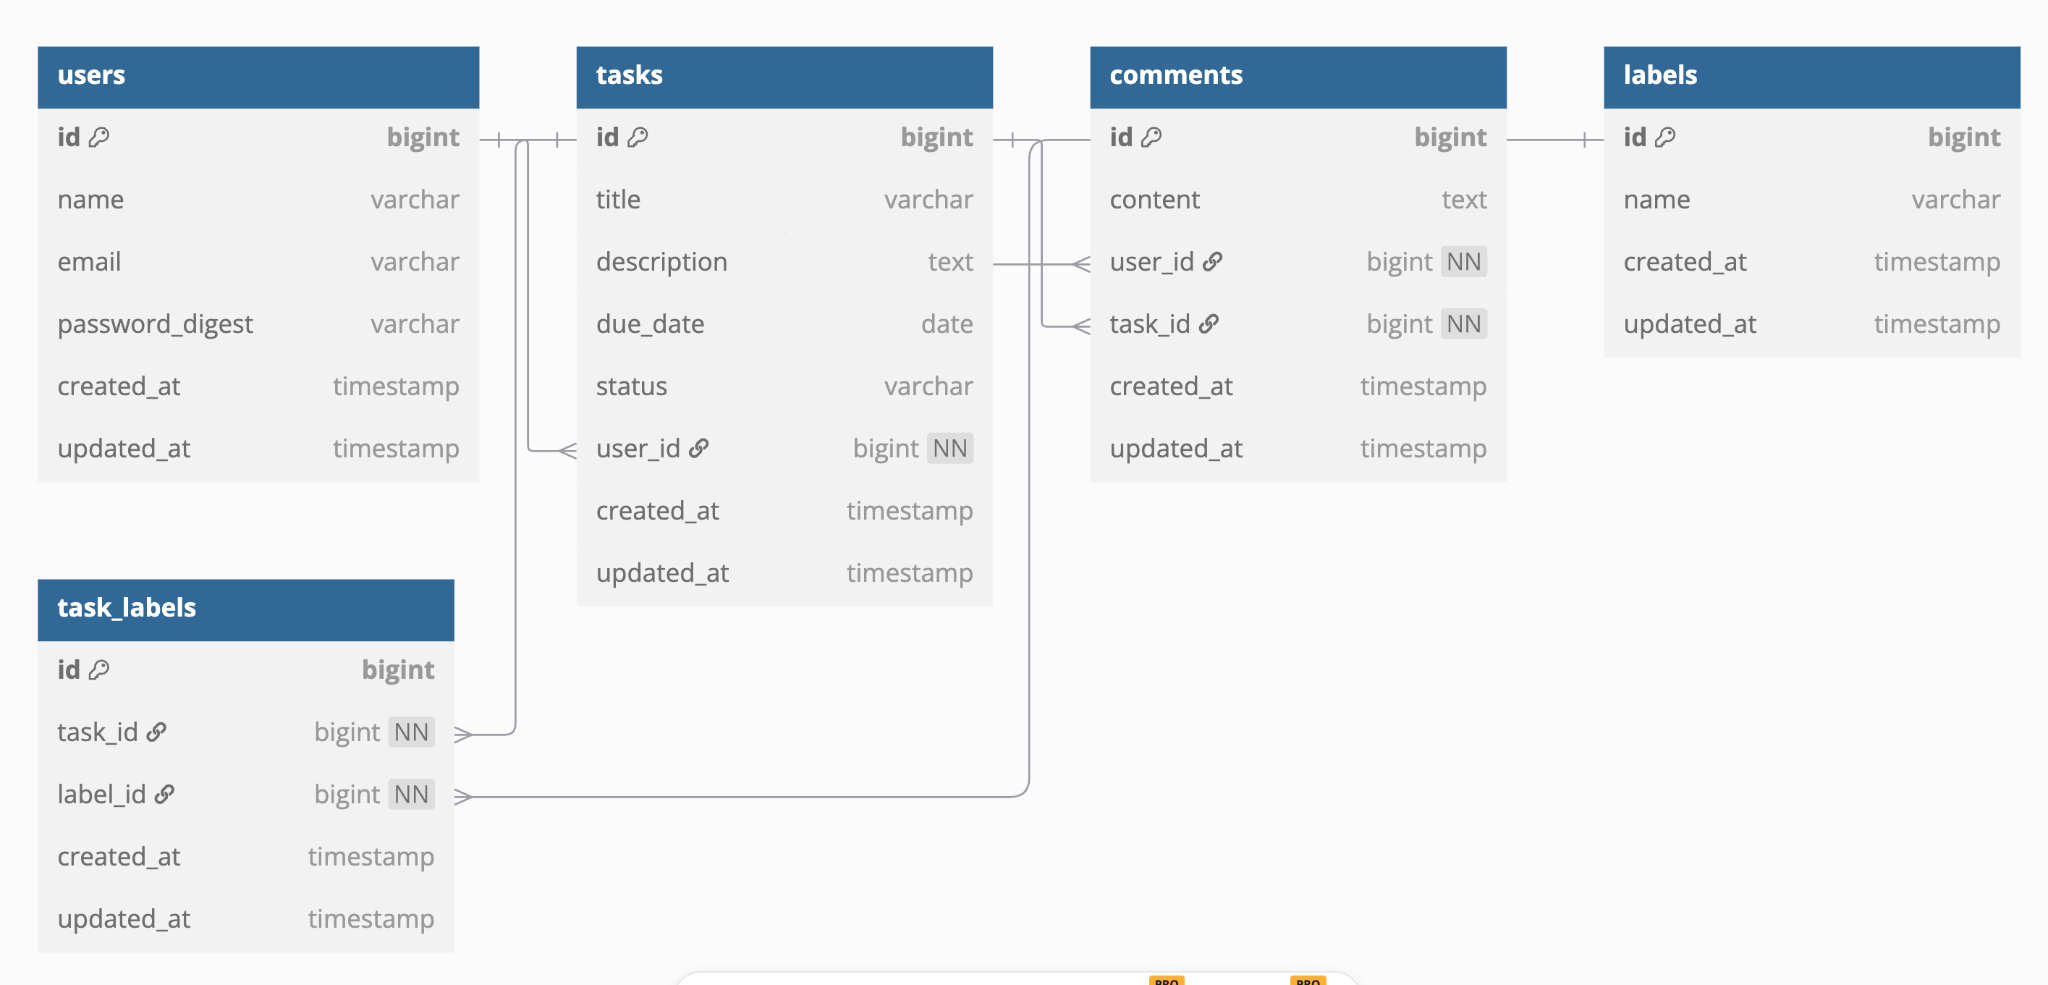 users
id bigint
name varchar
email varchar
password_digest varchar
created_at timestamp
updated_at timestamp
tasks
id bigint
title varchar
description text
due_date date
status varchar
user_id bigint NN
created_at timestamp
updated_at timestamp
comments
id bigint
content text
user_id bigint NN
task_id bigint NN
created_at timestamp
updated_at timestamp
labels
id bigint
name varchar
created_at timestamp
updated_at timestamp
task_labels
id bigint
task_id bigint NN
label_id bigint NN
created_at timestamp
updated_at timestamp
PRO PRO